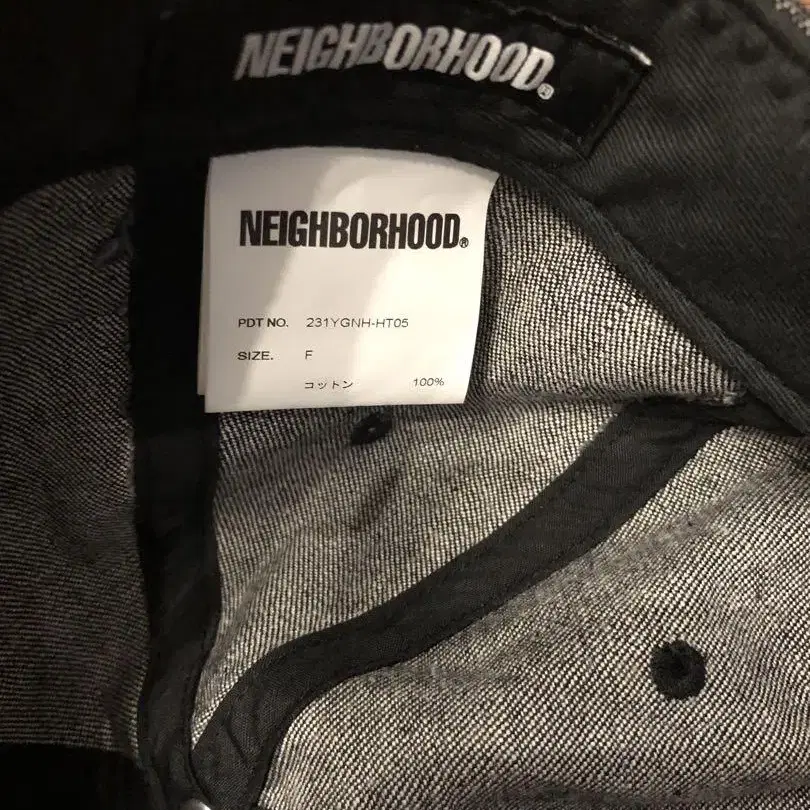 NEIGHBORHOOD®
NEIGHBORHOOD®
PDT NO. 231YGNH-HT05
SIZE. F
コットン 100%